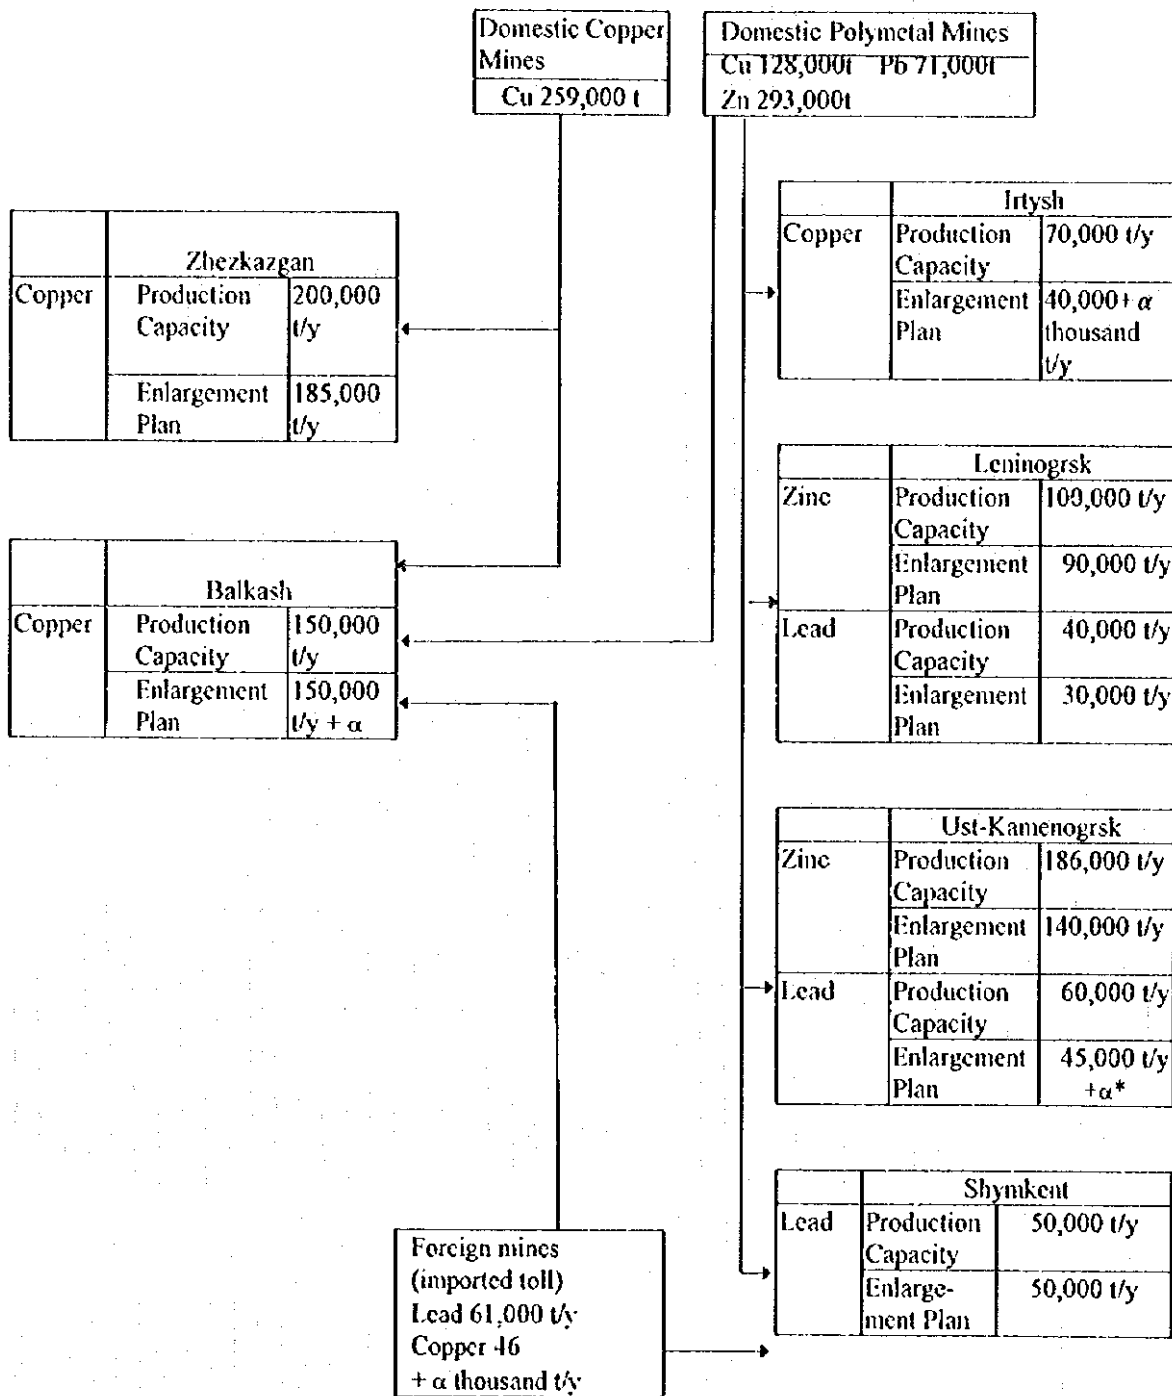 Domestic Copper
Mines
Cu 259,000 t
Domestic Polymetal Mines
Cu 128,000t Pb 71,000t
Zn 293,000t
Zhezkazgan
Copper
Production
Capacity
200,000
t/y
Enlargement
Plan
185,000
t/y
Balkash
Copper
Production
Capacity
150,000
t/y
Enlargement
Plan
150,000
t/y + α
Irtysh
Copper
Production
Capacity
70,000 t/y
Enlargement
Plan
40,000+ α
thousand
t/y
Leninogrsk
Zinc
Production
Capacity
100,000 t/y
Enlargement
Plan
90,000 t/y
Lead
Production
Capacity
40,000 t/y
Enlargement
Plan
30,000 t/y
Ust-Kamenogrsk
Zinc
Production
Capacity
186,000 t/y
Enlargement
Plan
140,000 t/y
Lead
Production
Capacity
60,000 t/y
Enlargement
Plan
45,000 t/y
+α*
Shymkent
Lead
Production
Capacity
50,000 t/y
Enlarge-
ment Plan
50,000 t/y
Foreign mines
(imported toll)
Lead 61,000 t/y
Copper 46
+ α thousand t/y